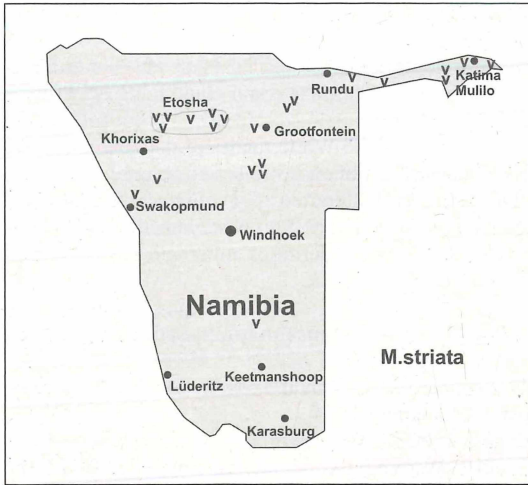 v v
Katima
Mulilo
v v v v
Rundu
Etosha
v v v v v v v
v v
v Grootfontein
Khorixas
v v v
v
v
Swakopmund
Windhoek
Namibia
v
M.striata
Keetmanshoop
Lüderitz
Karasburg